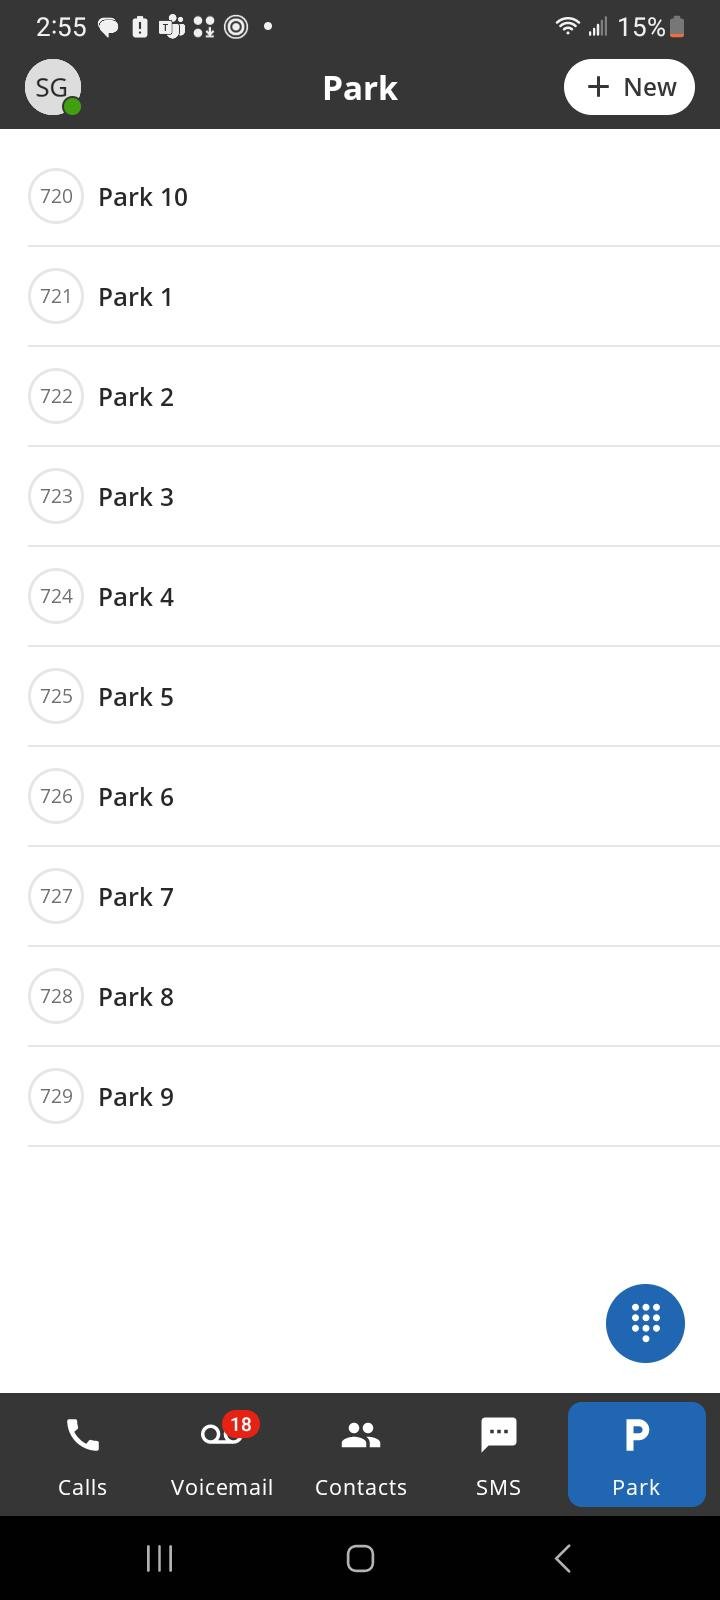 2:55 15%
SG Park + New
720 Park 10
721 Park 1
722 Park 2
723 Park 3
724 Park 4
725 Park 5
726 Park 6
727 Park 7
728 Park 8
729 Park 9
18
P
Calls Voicemail Contacts SMS Park